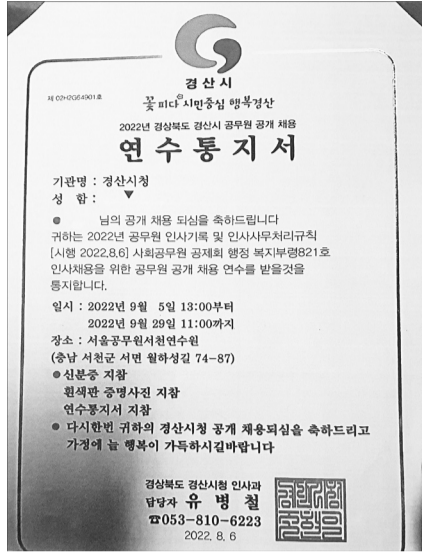 경산시
제 02H2G64901호
꽃피다 시민중심 행복경산
2022년 경상북도 경산시 공무원 공개 채용
연수통지서
기관명 : 경산시청
성 함 :
● 님의 공개 채용 되심을 축하드립니다
귀하는 2022년 공무원 인사기록 및 인사사무처리규칙
[시행 2022.8.6] 사회공무원 공제회 행정 복지부령821호
인사채용을 위한 공무원 공개 채용 연수를 받을것을
통지합니다.
일시 : 2022년 9월 5일 13:00부터
2022년 9월 29일 11:00까지
장소 : 서울공무원서천연수원
(충남 서천군 서면 월하성길 74-87)
●신분증 지참
흰색판 증명사진 지참
연수통지서 지참
● 다시한번 귀하의 경산시청 공개 채용되심을 축하드리고
가정에 늘 행복이 가득하시길바랍니다
경상북도 경산시청 인사과
담당자 유 병 철
☎053-810-6223
2022. 8. 6